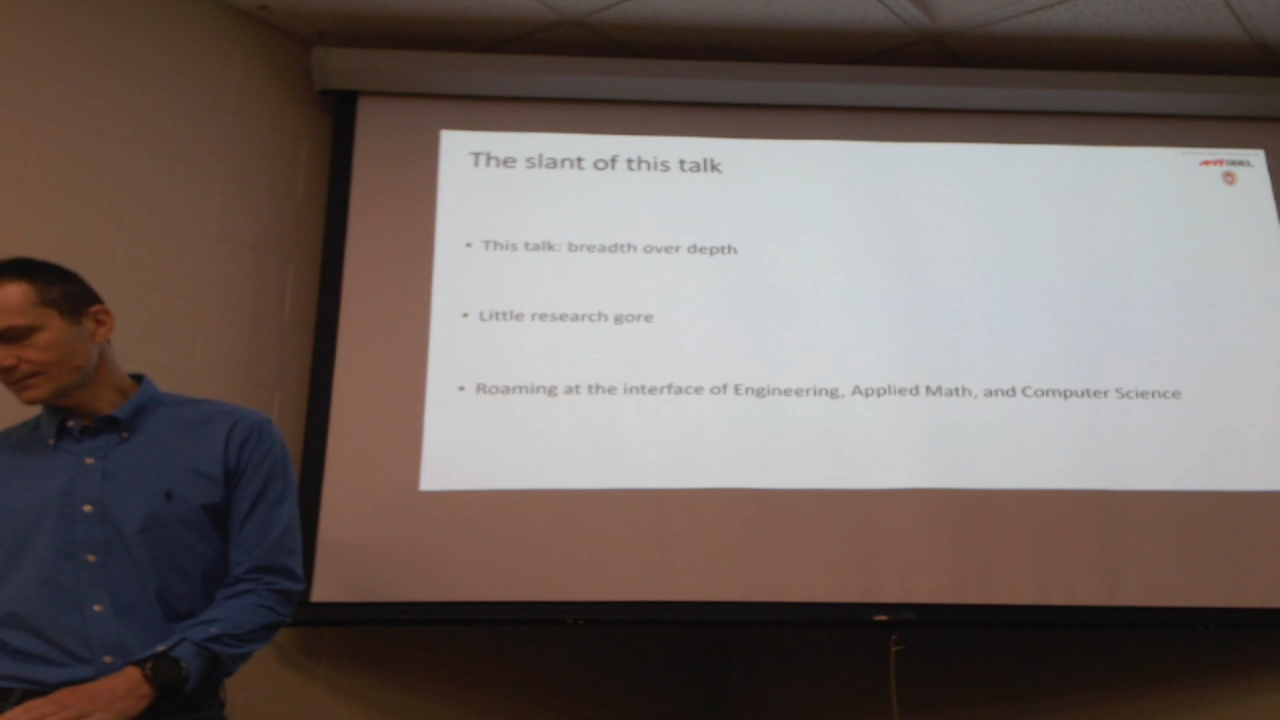 The slant of this talk
• This talk: breadth over depth
• Little research gore
• Roaming at the interface of Engineering, Applied Math, and Computer Science